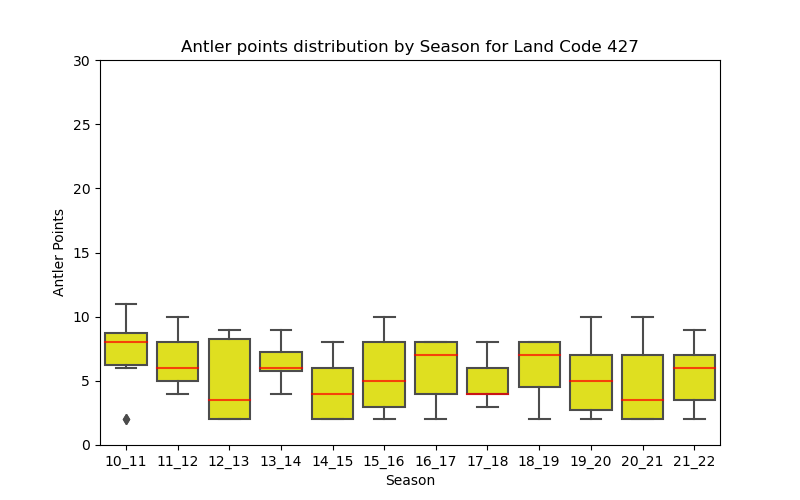 Antler points distribution by Season for Land Code 427
30
25
20
15
10
5
0
Antler Points
10_11 11_12 12_13 13_14 14_15 15_16 16_17 17_18 18_19 19_20 20_21 21_22
Season